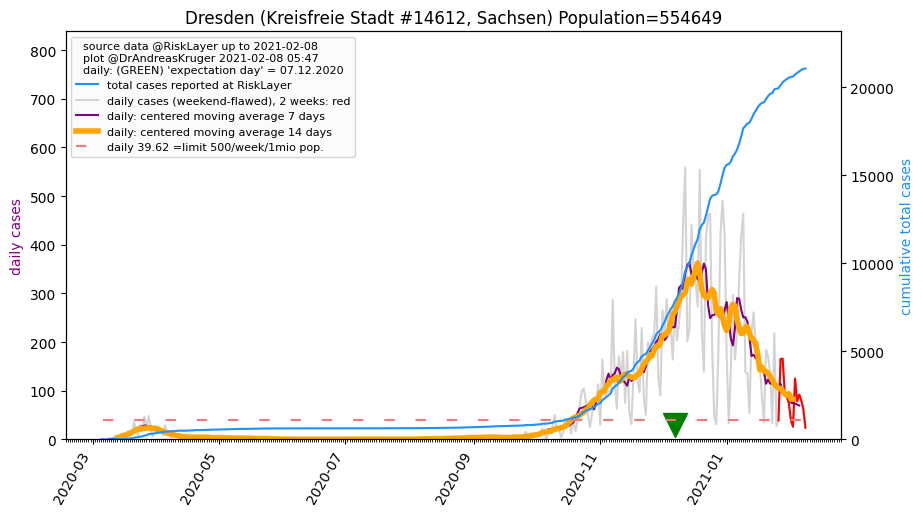 Dresden (Kreisfreie Stadt #14612, Sachsen) Population=554649
source data @RiskLayer up to 2021-02-08
plot @DrAndreasKruger 2021-02-08 05:47
daily: (GREEN) 'expectation day' = 07.12.2020
total cases reported at RiskLayer
daily cases (weekend-flawed), 2 weeks: red
daily: centered moving average 7 days
daily: centered moving average 14 days
daily 39.62 =limit 500/week/1mio pop.
daily cases
800
700
600
500
400
300
200
100
0
cumulative total cases
20000
15000
10000
5000
0
2020-03
2020-05
2020-07
2020-09
2020-11
2021-01